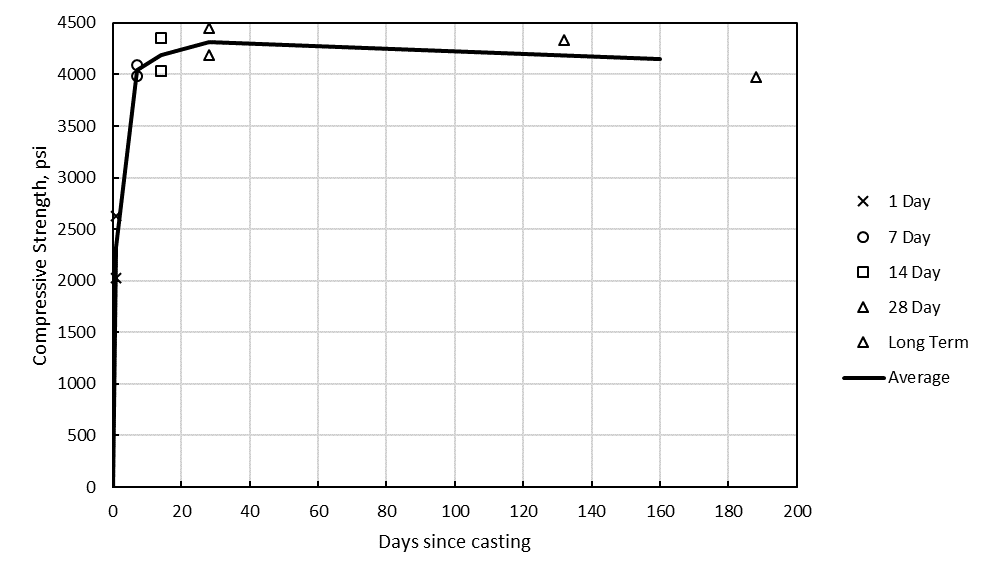 4500
4000
3500
3000
2500
2000
1500
1000
500
0
Compressive Strength, psi
0 20 40 60 80 100 120 140 160 180 200
Days since casting
1 Day
7 Day
14 Day
28 Day
Long Term
Average